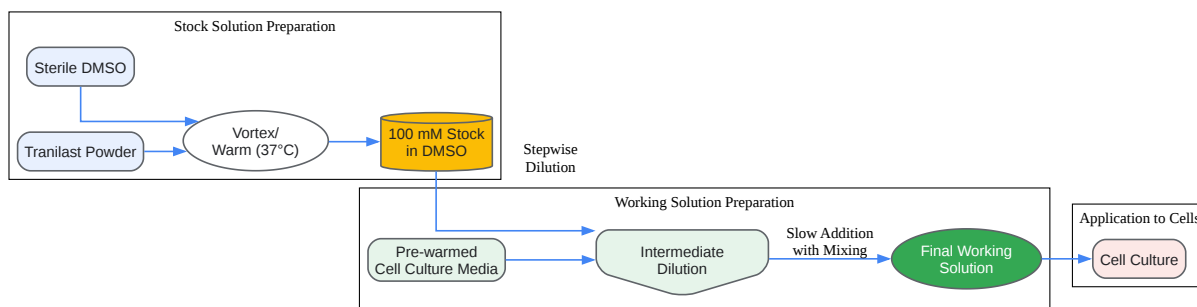 Stock Solution Preparation
Sterile DMSO
Tranilast Powder
Vortex/
Warm (37°C)
100 mM Stock
in DMSO
Stepwise
Dilution
Working Solution Preparation
Pre-warmed
Cell Culture Media
Intermediate
Dilution
Slow Addition
with Mixing
Final Working
Solution
Application to Cells
Cell Culture